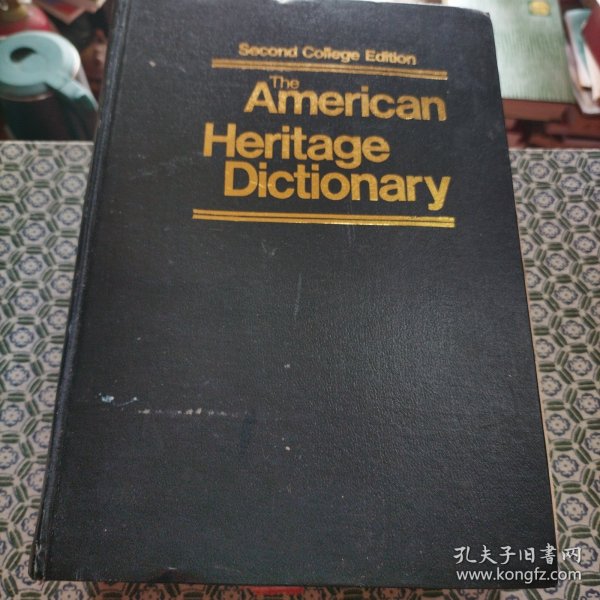 Second College Edition
The
American
Heritage
Dictionary
孔夫子旧书网
www.kongfz.com